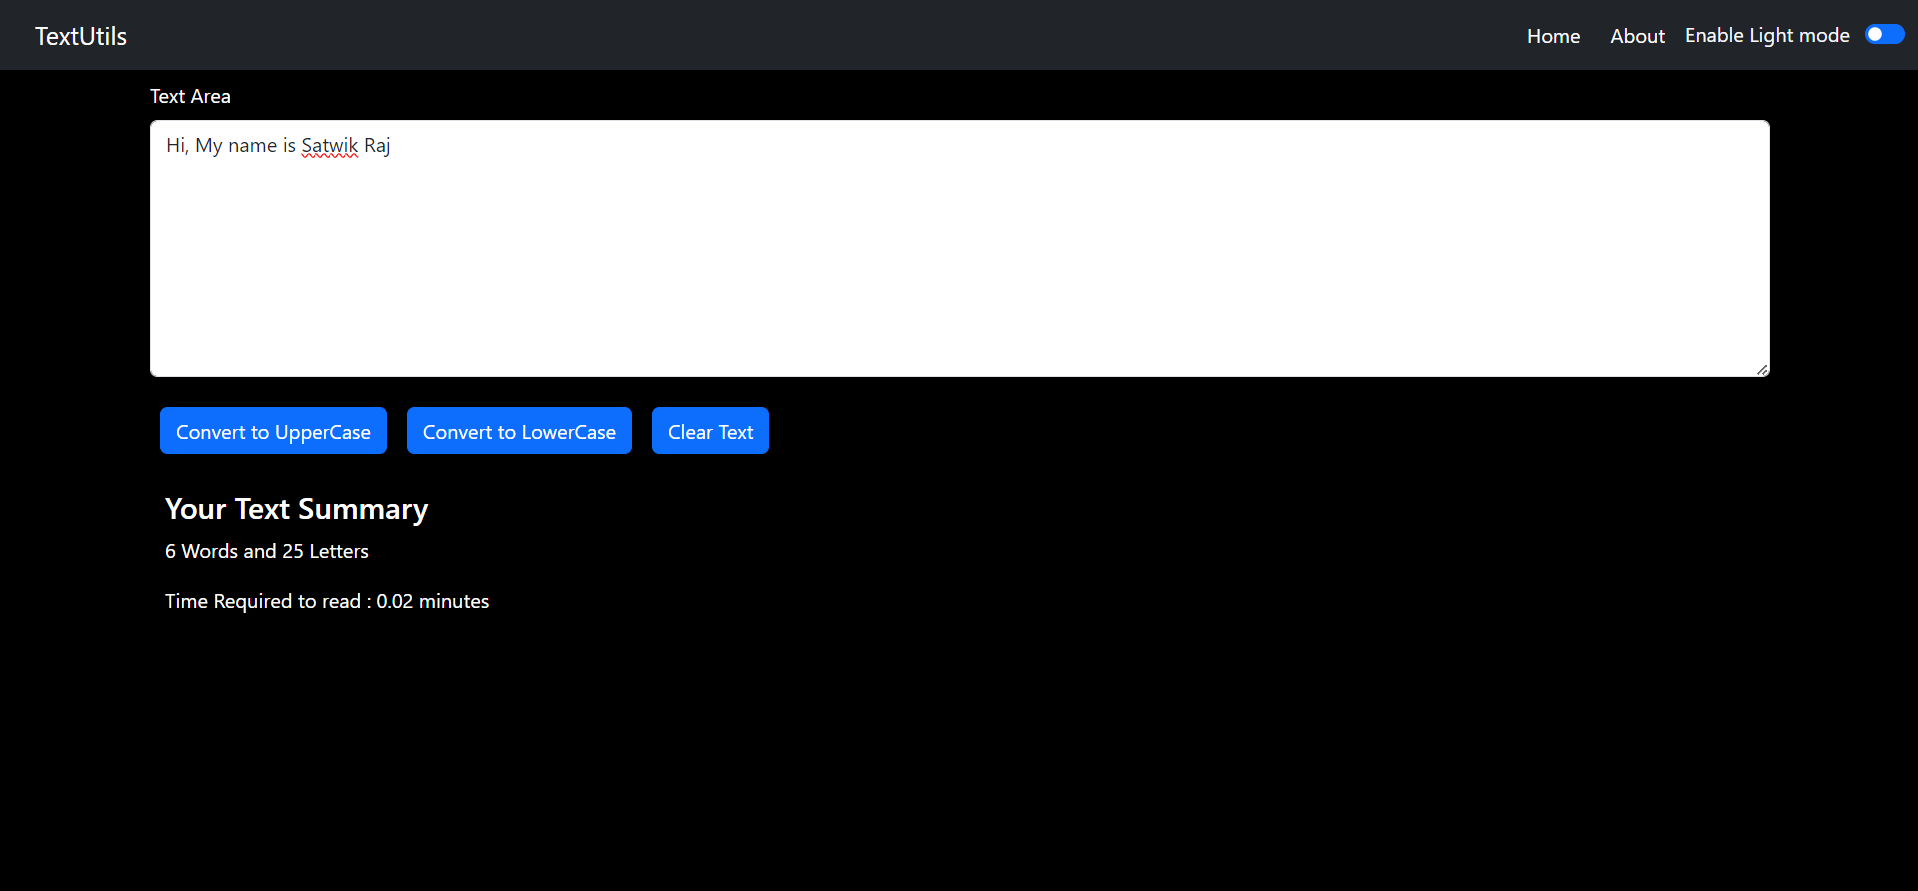 TextUtils Home About Enable Light mode
Text Area
Hi, My name is Satwik Raj
Convert to UpperCase Convert to LowerCase Clear Text
Your Text Summary
6 Words and 25 Letters
Time Required to read : 0.02 minutes